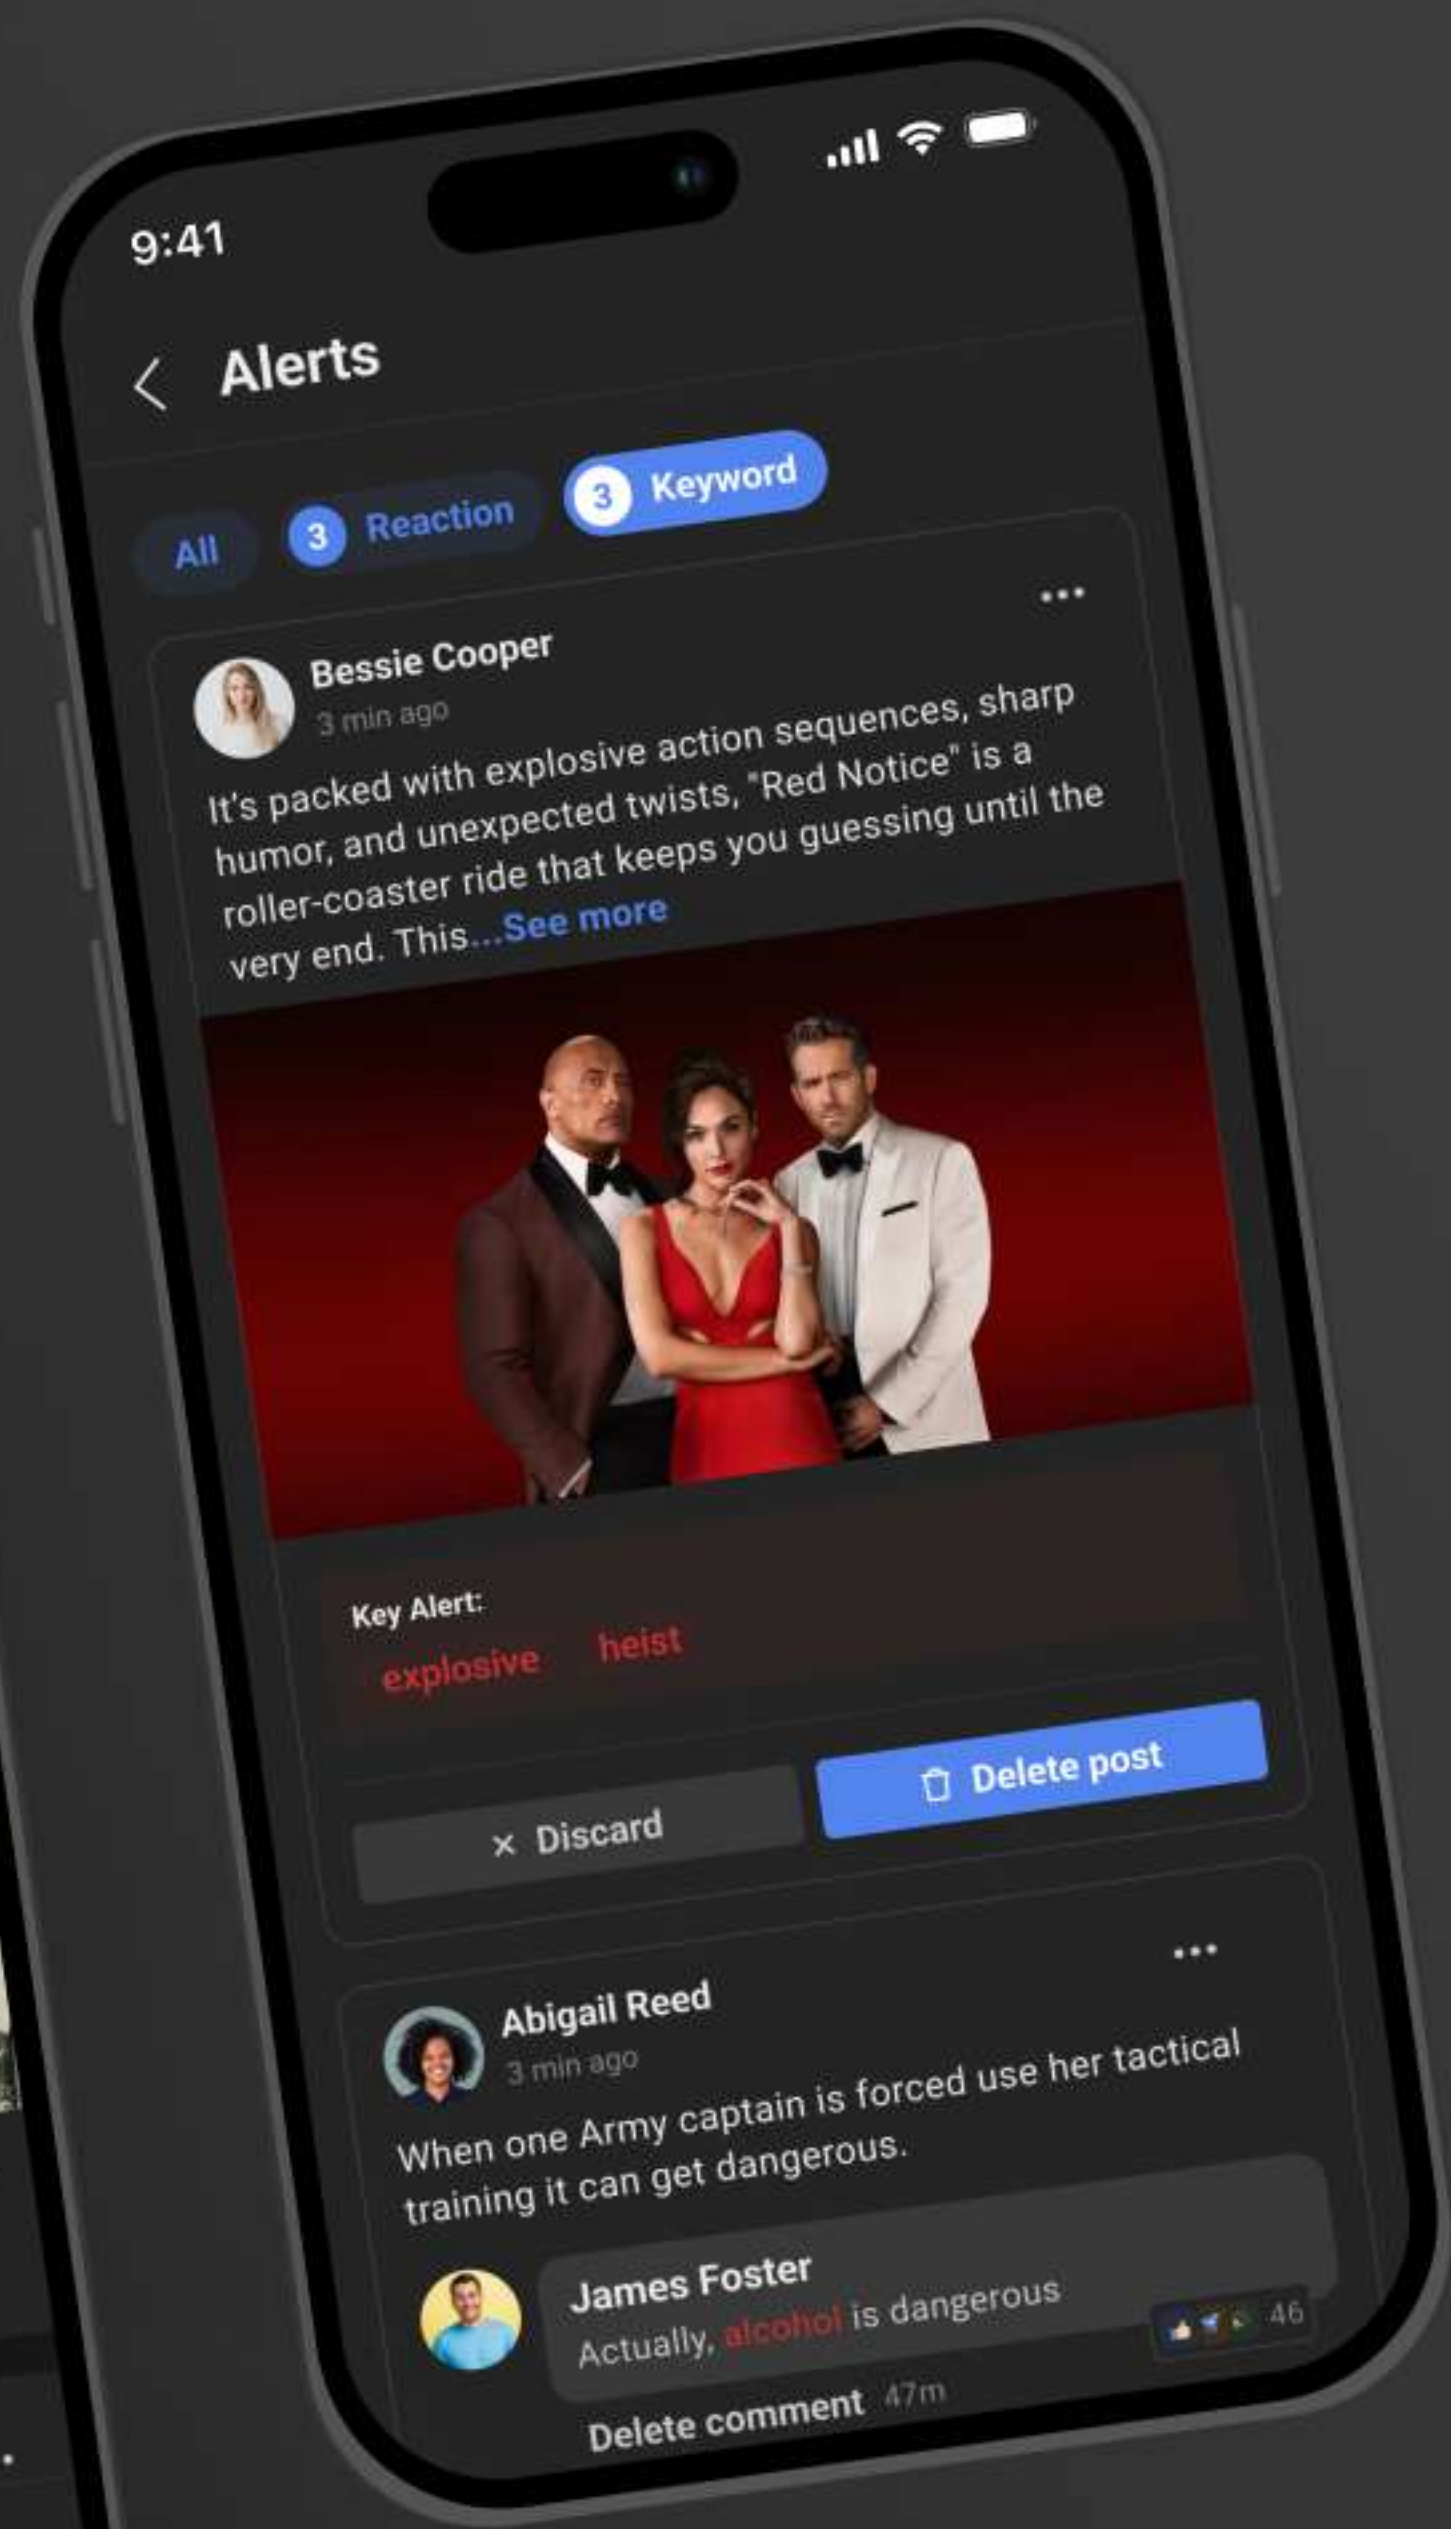 9:41
Alerts
All
3 Reaction
3 Keyword
Bessie Cooper
3 min ago
It's packed with explosive action sequences, sharp
humor, and unexpected twists, "Red Notice" is a
roller-coaster ride that keeps you guessing until the
very end. This...See more
Key Alert:
explosive heist
× Discard
Delete post
Abigail Reed
3 min ago
When one Army captain is forced use her tactical
training it can get dangerous.
James Foster
Actually, alcohol is dangerous
46
Delete comment 47m